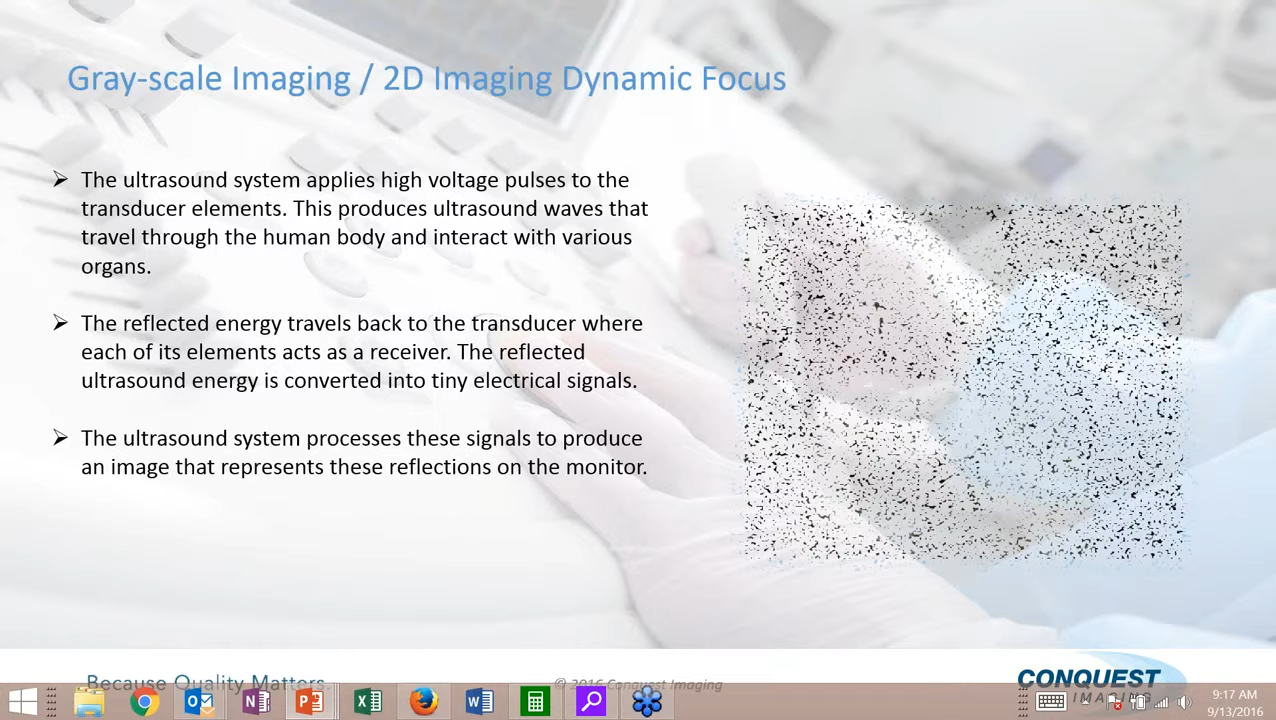 Gray-scale Imaging / 2D Imaging Dynamic Focus
The ultrasound system applies high voltage pulses to the
transducer elements. This produces ultrasound waves that
travel through the human body and interact with various
organs.
The reflected energy travels back to the transducer where
each of its elements acts as a receiver. The reflected
ultrasound energy is converted into tiny electrical signals.
The ultrasound system processes these signals to produce
an image that represents these reflections on the monitor.
Because Quality Matters.
© 2016 Conquest Imaging
CONQUEST
IMAGING
9:17 AM
9/13/2016